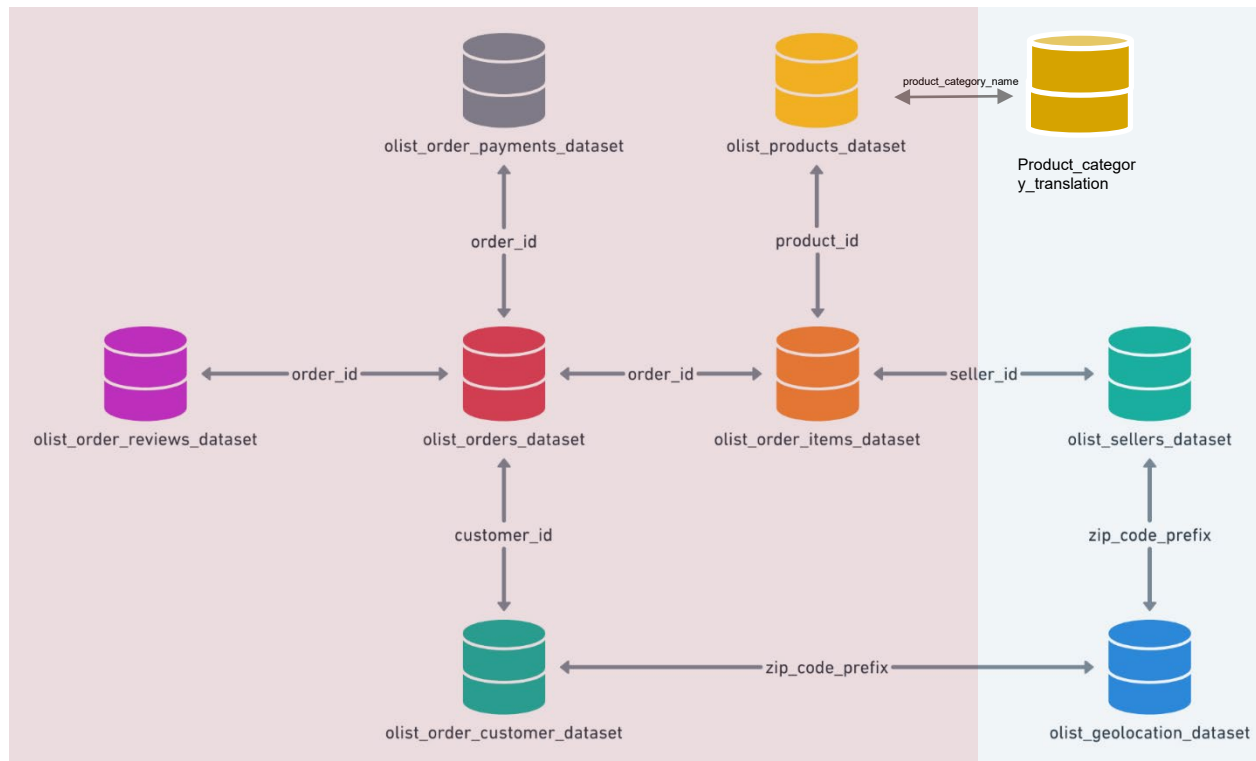 product_category_name
olist_order_payments_dataset
olist_products_dataset
Product_categor
y_translation
order_id
product_id
order_id
order_id
seller_id
olist_order_reviews_dataset
olist_orders_dataset
olist_order_items_dataset
olist_sellers_dataset
customer_id
zip_code_prefix
zip_code_prefix
olist_order_customer_dataset
olist_geolocation_dataset